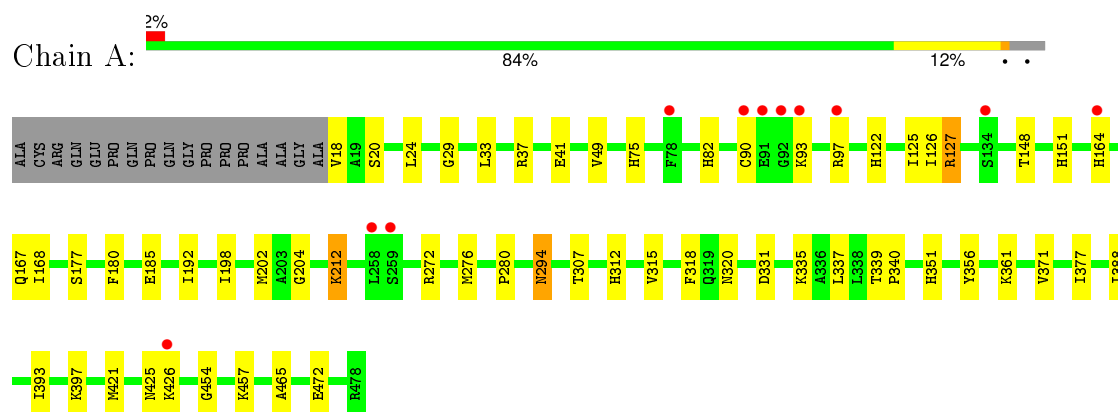 2%
Chain A:
84% 12% • •
ALA CYS ARG GLN GLU PRO GLN PRO GLN GLY PRO PRO PRO ALA ALA GLY ALA V18 A19 S20 L24 G29 L33 R37 E41 V49 H75 F78 H82 C90 E91 G92 K93 R97 H122 I125 I126 R127 S134 T148 H151 H164
Q167 I168 S177 F180 E185 I192 I198 M202 A203 G204 K212 L258 S259 R272 M276 P280 N294 T307 H312 V315 F318 Q319 N320 D331 K335 A336 L337 L338 T339 P340 H351 Y356 K361 V371 I377 I388
I393 K397 M421 N425 K426 G454 K457 A465 E472 R478